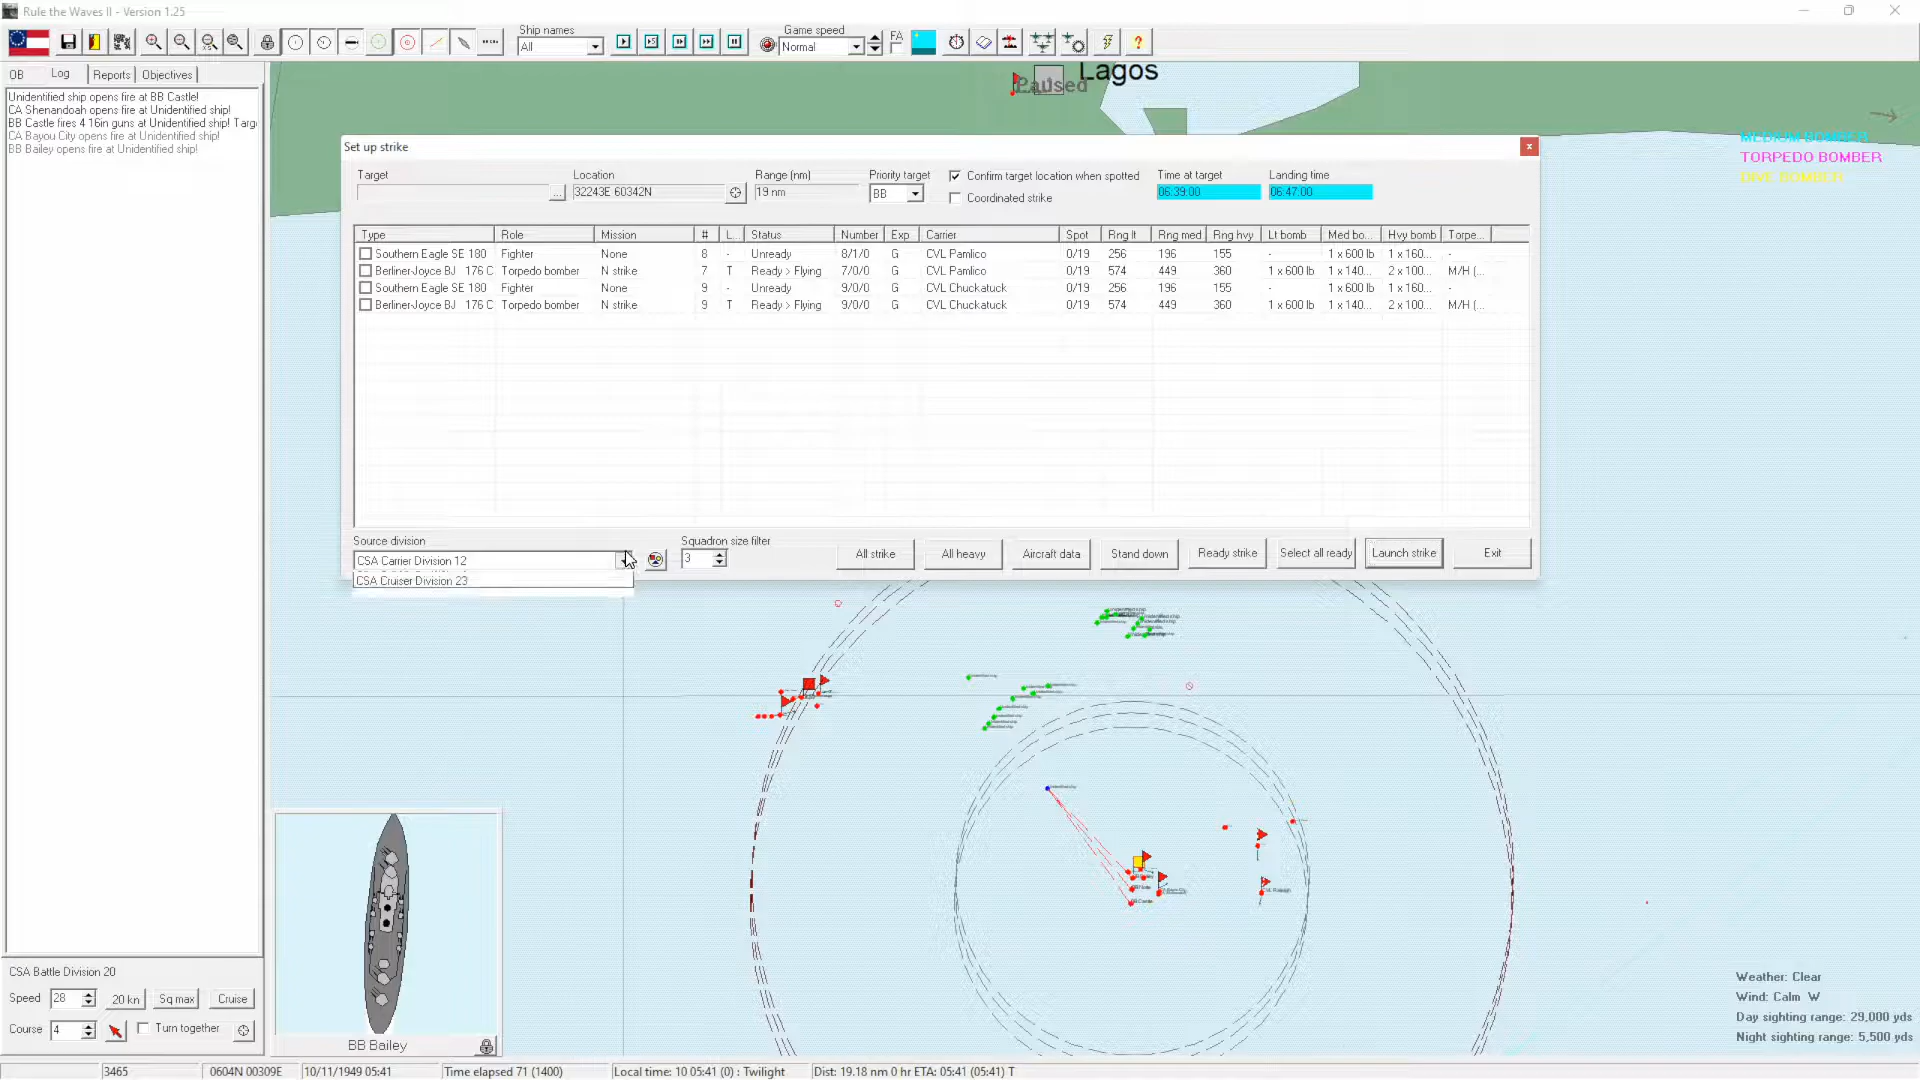 Rule the Waves II - Version 1.25
Ship names
All
Game speed
Normal
FA
OB
Log
Reports
Objectives
Unidentified ship opens fire at BB Castle!
CA Shenandoah opens fire at Unidentified ship!
BB Castle fires 4 16in guns at Unidentified ship! Targ
CA Bayou City opens fire at Unidentified ship!
BB Bailey opens fire at Unidentified ship!
Lagos
Paused
MEDIUM BOMBER
TORPEDO BOMBER
DIVE BOMBER
Set up strike
Target
Location
Range (nm)
Priority target
Confirm target location when spotted
Time at target
Landing time
...
32243E 60342N
19 nm
BB
Coordinated strike
06:39:00
06:47:00
Type Role Mission # L... Status Number Exp Carrier Spot Rng lt Rng med Rng hvy Lt bomb Med bo... Hvy bomb Torpe...
Southern Eagle SE 180 Fighter None 8 - Unready 8/1/0 G CVL Pamlico 0/19 256 196 155 - 1 x 600 lb 1 x 160... -
Berliner-Joyce BJ 176 C Torpedo bomber N strike 7 T Ready > Flying 7/0/0 G CVL Pamlico 0/19 574 449 360 1 x 600 lb 1 x 140... 2 x 100... M/H (...
Southern Eagle SE 180 Fighter None 9 - Unready 9/0/0 G CVL Chuckatuck 0/19 256 196 155 - 1 x 600 lb 1 x 160... -
Berliner-Joyce BJ 176 C Torpedo bomber N strike 9 T Ready > Flying 9/0/0 G CVL Chuckatuck 0/19 574 449 360 1 x 600 lb 1 x 140... 2 x 100... M/H (...
Source division
CSA Carrier Division 12
CSA Cruiser Division 23
Squadron size filter
3
All strike
All heavy
Aircraft data
Stand down
Ready strike
Select all ready
Launch strike
Exit
CSA Battle Division 20
Speed 28 20 kn Sq max Cruise
Course 4 Turn together
BB Bailey
Weather: Clear
Wind: Calm W
Day sighting range: 29,000 yds
Night sighting range: 5,500 yds
3465
0604N 00309E
10/11/1949 05:41
Time elapsed 71 (1400)
Local time: 10 05:41 (0) : Twilight
Dist: 19.18 nm 0 hr ETA: 05:41 (05:41) T